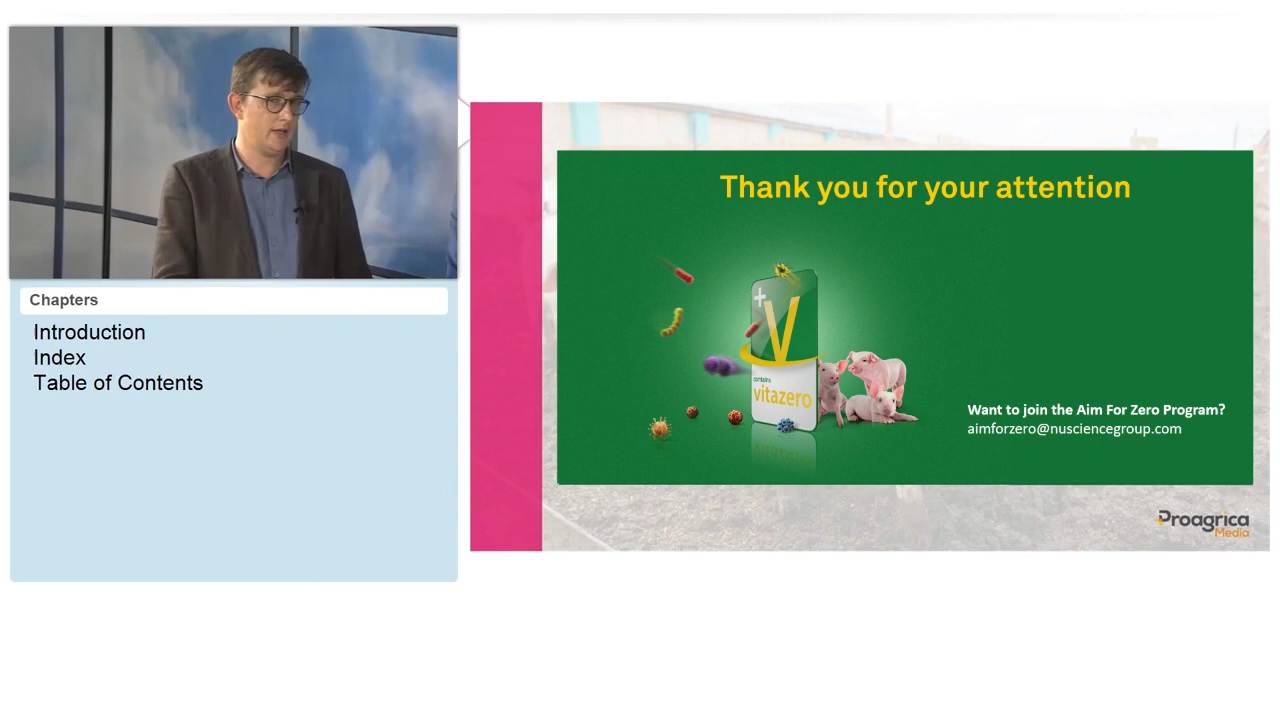 Chapters
Introduction
Index
Table of Contents
Thank you for your attention
+
V
contains
vitazero
Want to join the Aim For Zero Program?
aimforzero@nusciencegroup.com
Proagrica
Media